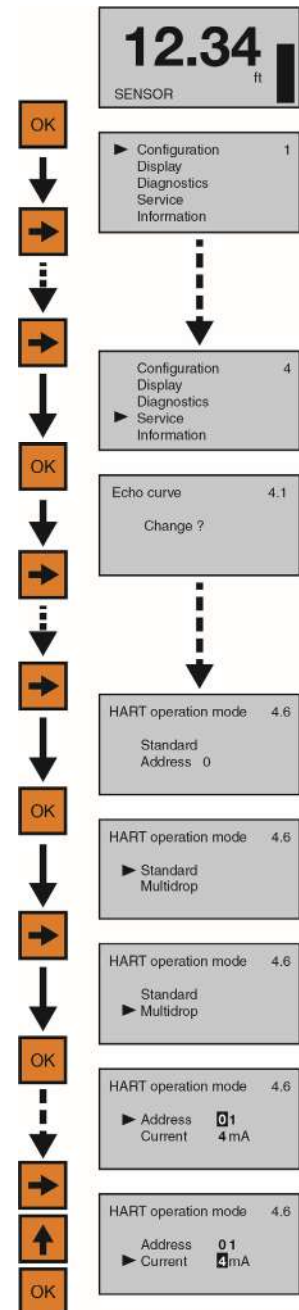 12.34
ft
SENSOR
OK
Configuration 1
Display
Diagnostics
Service
Information
Configuration 4
Display
Diagnostics
Service
Information
OK
Echo curve 4.1
Change ?
HART operation mode 4.6
Standard
Address 0
OK
HART operation mode 4.6
Standard
Multidrop
HART operation mode 4.6
Standard
Multidrop
OK
HART operation mode 4.6
Address 01
Current 4 mA
HART operation mode 4.6
Address 01
Current 4 mA
OK